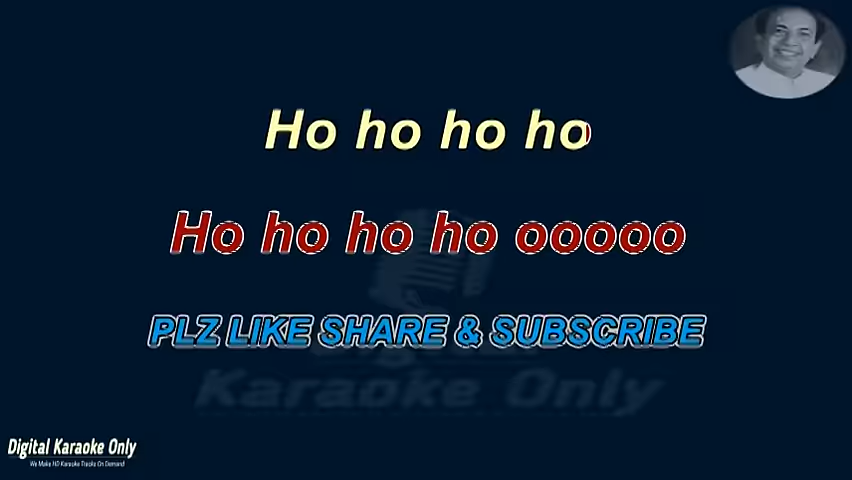 Ho ho ho ho
Ho ho ho ho ooooo
PLZ LIKE SHARE & SUBSCRIBE
Digital
Karaoke Only
Digital Karaoke Only
We Make HD Karaoke Tracks On Demand